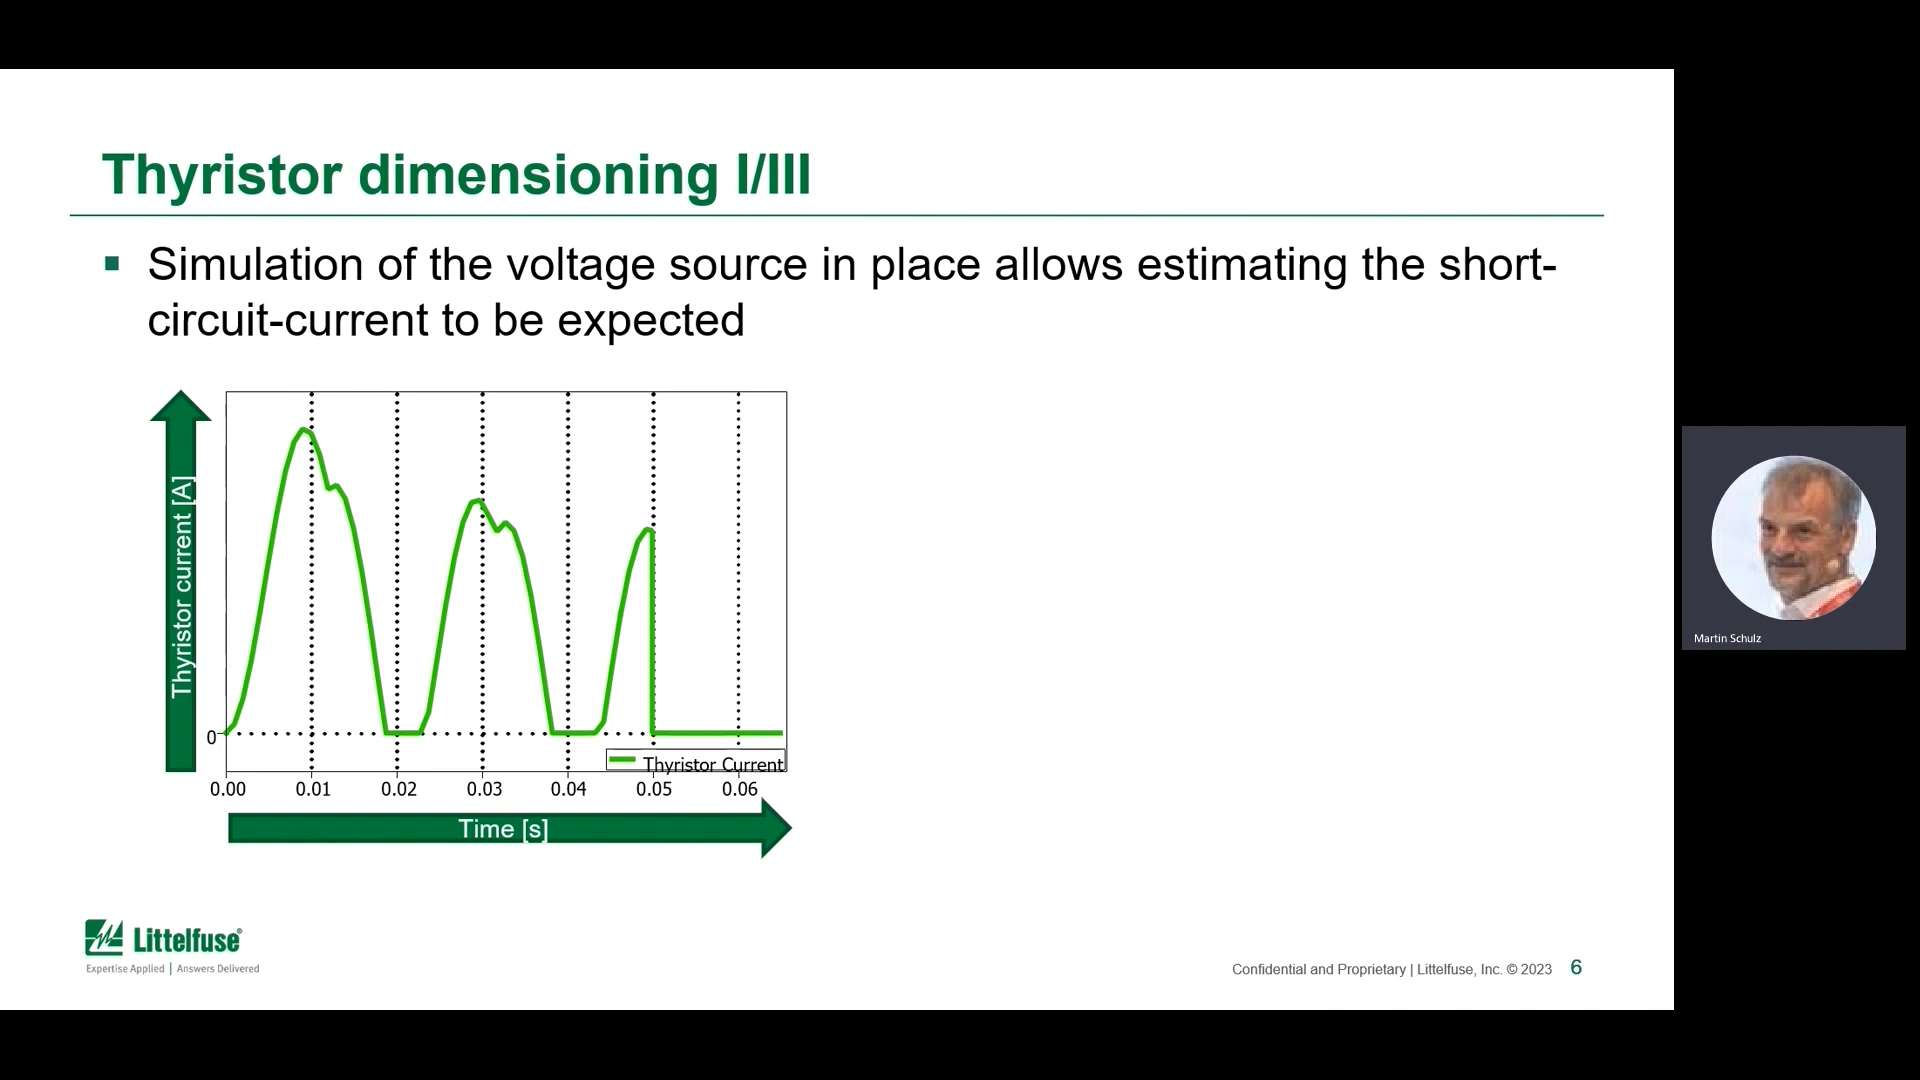 Thyristor dimensioning I/III
▪ Simulation of the voltage source in place allows estimating the short-
circuit-current to be expected
Thyristor current [A]
0
Thyristor Current
0.00 0.01 0.02 0.03 0.04 0.05 0.06
Time [s]
Littelfuse®
Expertise Applied | Answers Delivered
Confidential and Proprietary | Littelfuse, Inc. © 2023 6
Martin Schulz